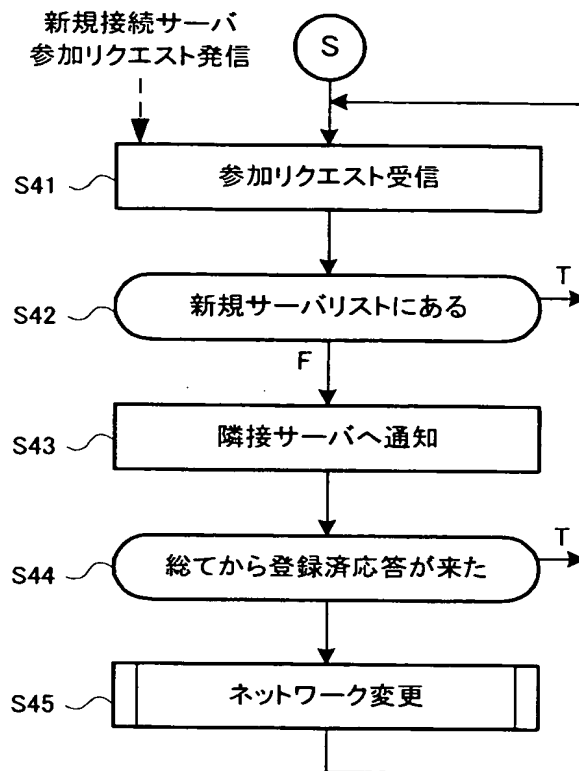 新規接続サーバ
参加リクエスト発信
S
S41
参加リクエスト受信
S42
新規サーバリストにある
T
F
S43
隣接サーバへ通知
S44
総てから登録済応答が来た
T
S45
ネットワーク変更